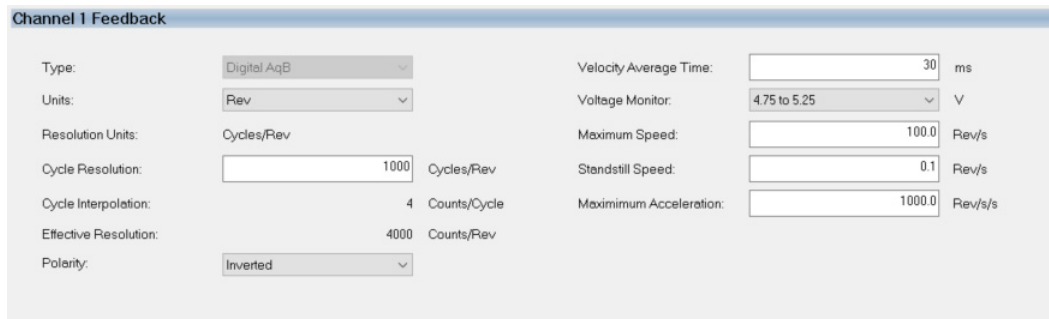 Channel 1 Feedback
Type: Digital AqB
Units: Rev
Resolution Units: Cycles/Rev
Cycle Resolution: 1000 Cycles/Rev
Cycle Interpolation: 4 Counts/Cycle
Effective Resolution: 4000 Counts/Rev
Polarity: Inverted
Velocity Average Time: 30 ms
Voltage Monitor: 4.75 to 5.25 V
Maximum Speed: 100.0 Rev/s
Standstill Speed: 0.1 Rev/s
Maximimum Acceleration: 1000.0 Rev/s/s